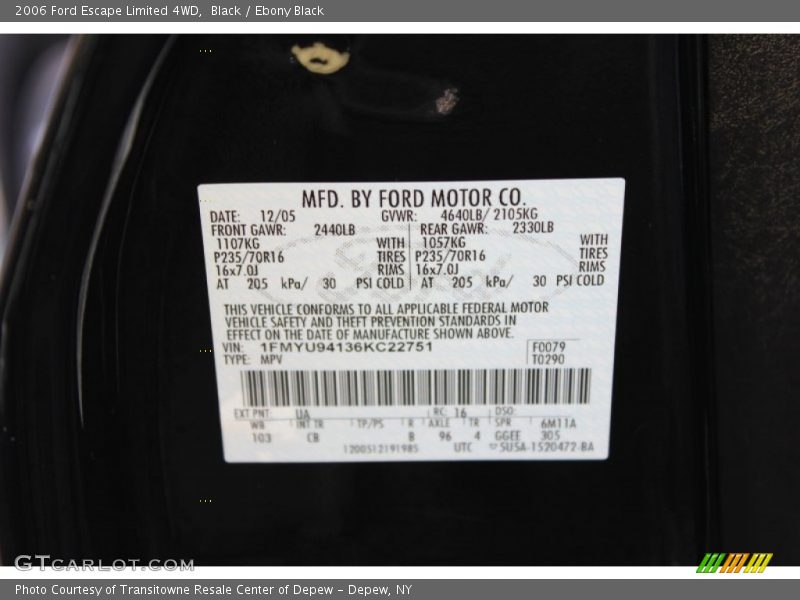 2006 Ford Escape Limited 4WD, Black / Ebony Black
MFD. BY FORD MOTOR CO.
DATE: 12/05 GVWR: 4640LB/ 2105KG
FRONT GAWR: 2440LB REAR GAWR: 2330LB
1107KG WITH 1057KG WITH
P235/70R16 TIRES P235/70R16 TIRES
16x7.0J RIMS 16x7.0J RIMS
AT 205 kPa/ 30 PSI COLD AT 205 kPa/ 30 PSI COLD
THIS VEHICLE CONFORMS TO ALL APPLICABLE FEDERAL MOTOR
VEHICLE SAFETY AND THEFT PREVENTION STANDARDS IN
EFFECT ON THE DATE OF MANUFACTURE SHOWN ABOVE.
VIN: 1FMYU94136KC22751 F0079
TYPE: MPV T0290
EXT PNT: UA RC: 16 DSO:
WB INT TR TP/PS R AXLE TR SPR 6M11A
103 CB B 96 4 GGEE 305
1200512191985 UTC 5U5A-1520472-BA
GTCARLOT.COM
Photo Courtesy of Transitowne Resale Center of Depew – Depew, NY